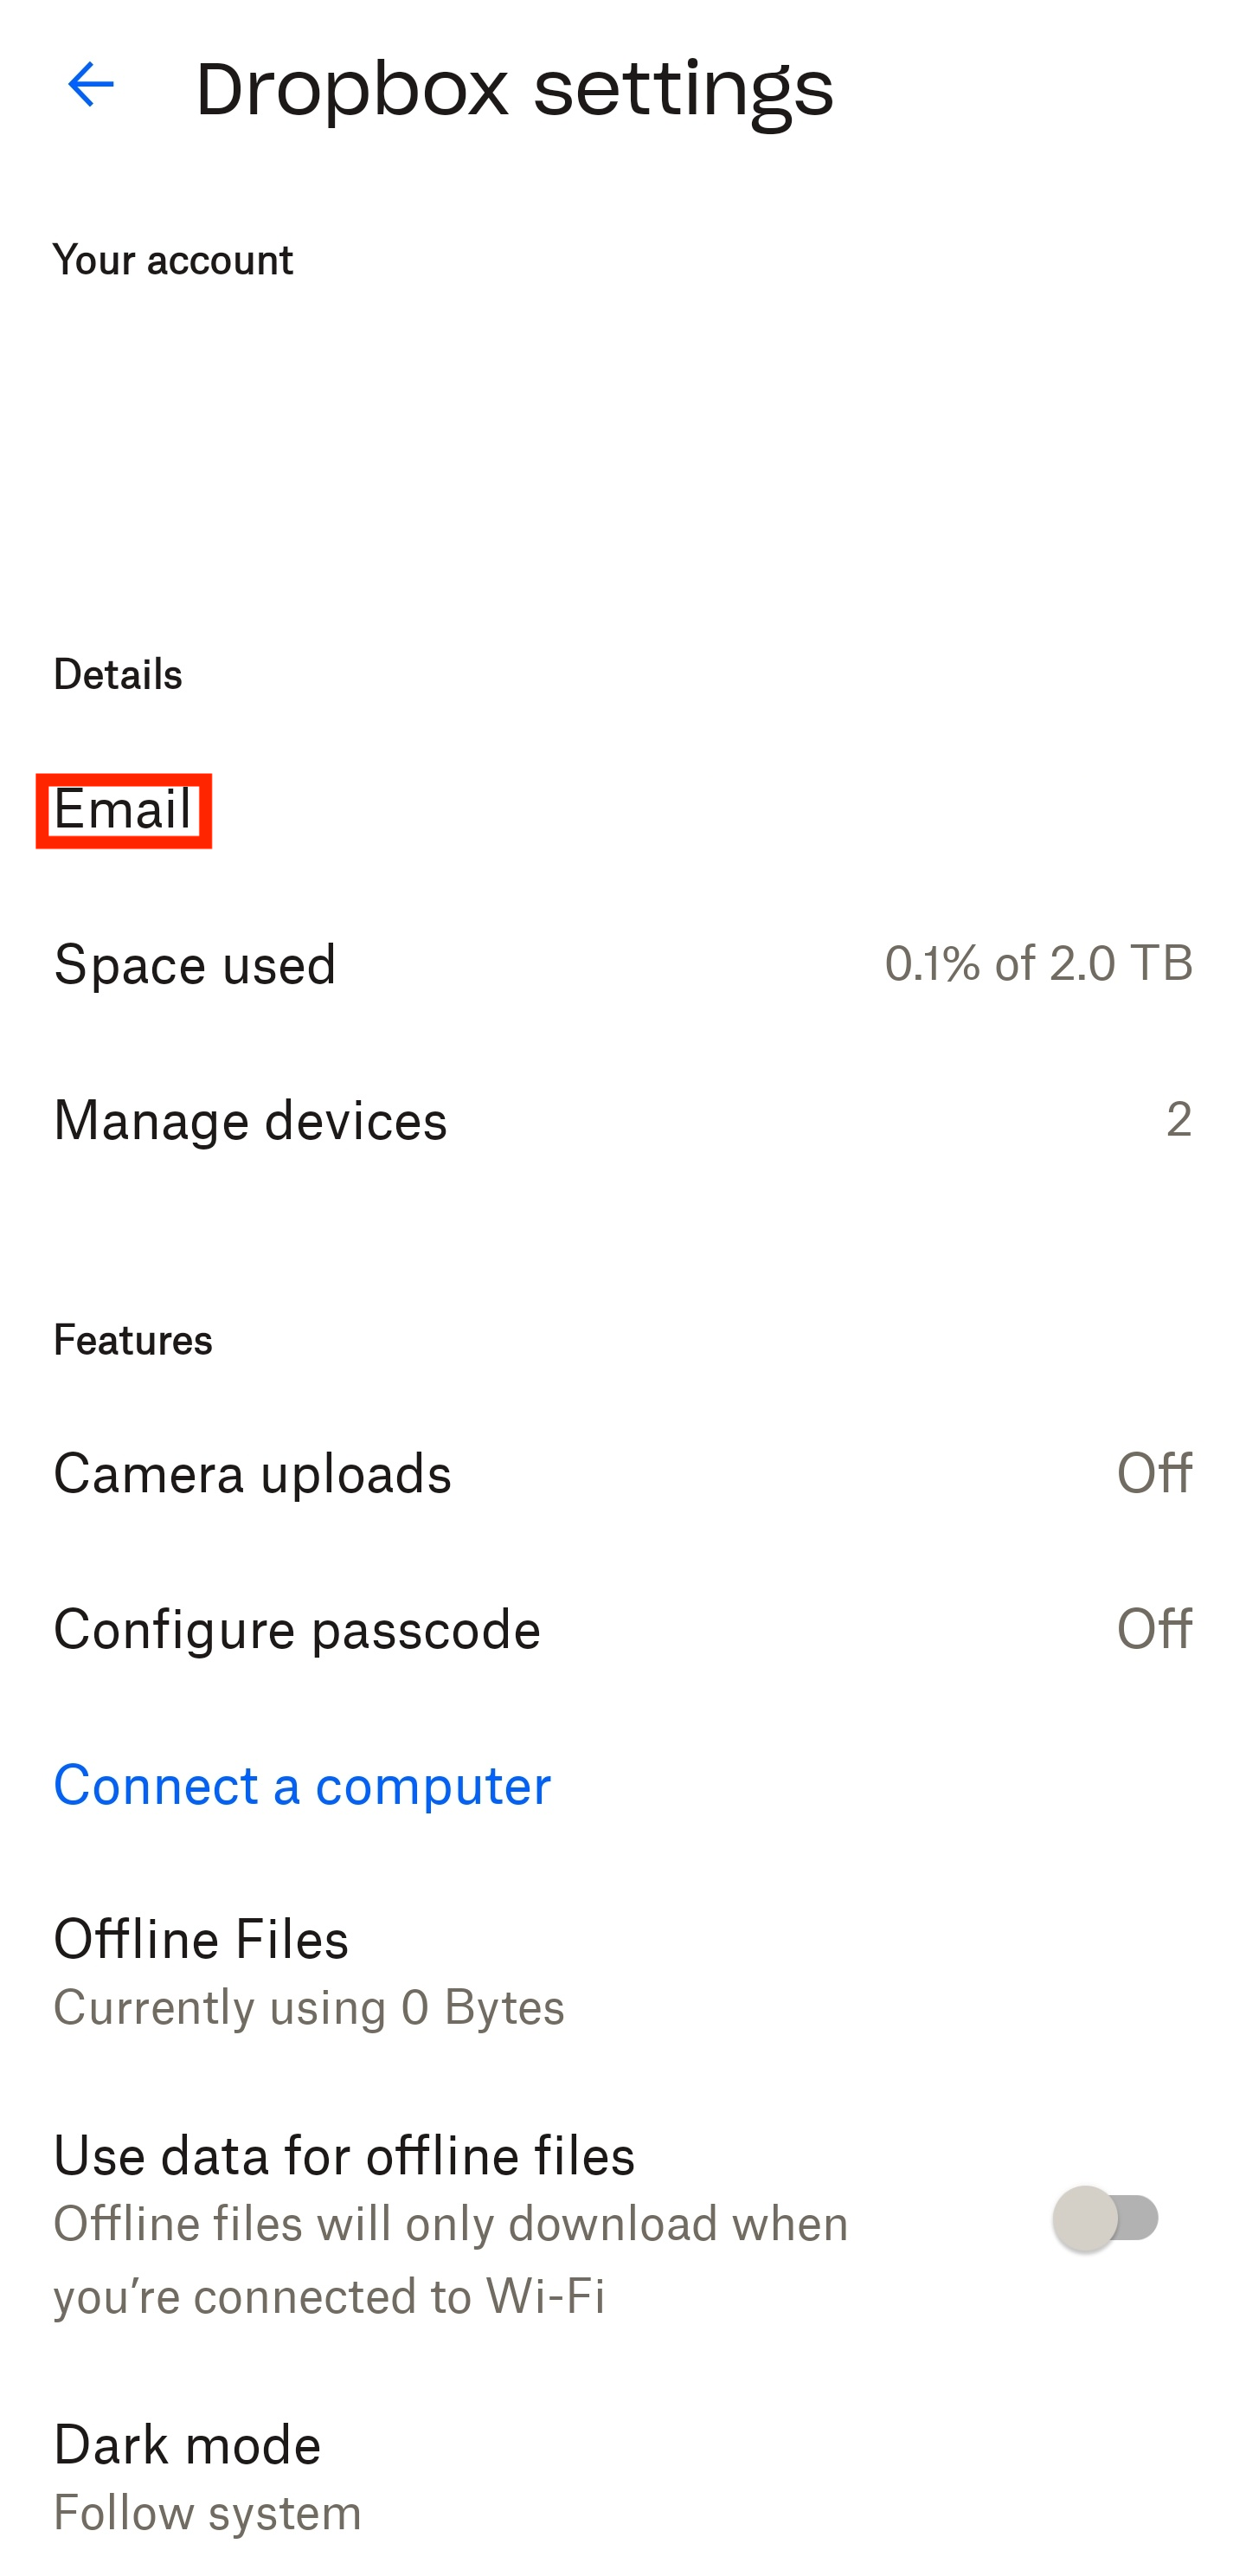 Dropbox settings
Your account
Details
Email
Space used 0.1% of 2.0 TB
Manage devices 2
Features
Camera uploads Off
Configure passcode Off
Connect a computer
Offline Files
Currently using 0 Bytes
Use data for offline files
Offline files will only download when
you’re connected to Wi-Fi
Dark mode
Follow system